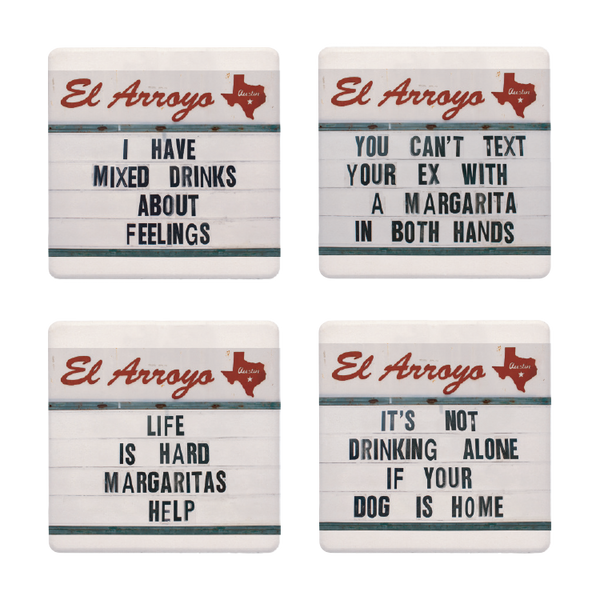 El Arroyo
Austin
I HAVE
MIXED DRINKS
ABOUT
FEELINGS
El Arroyo
Austin
YOU CAN'T TEXT
YOUR EX WITH
A MARGARITA
IN BOTH HANDS
El Arroyo
Austin
LIFE
IS HARD
MARGARITAS
HELP
El Arroyo
Austin
IT'S NOT
DRINKING ALONE
IF YOUR
DOG IS HOME